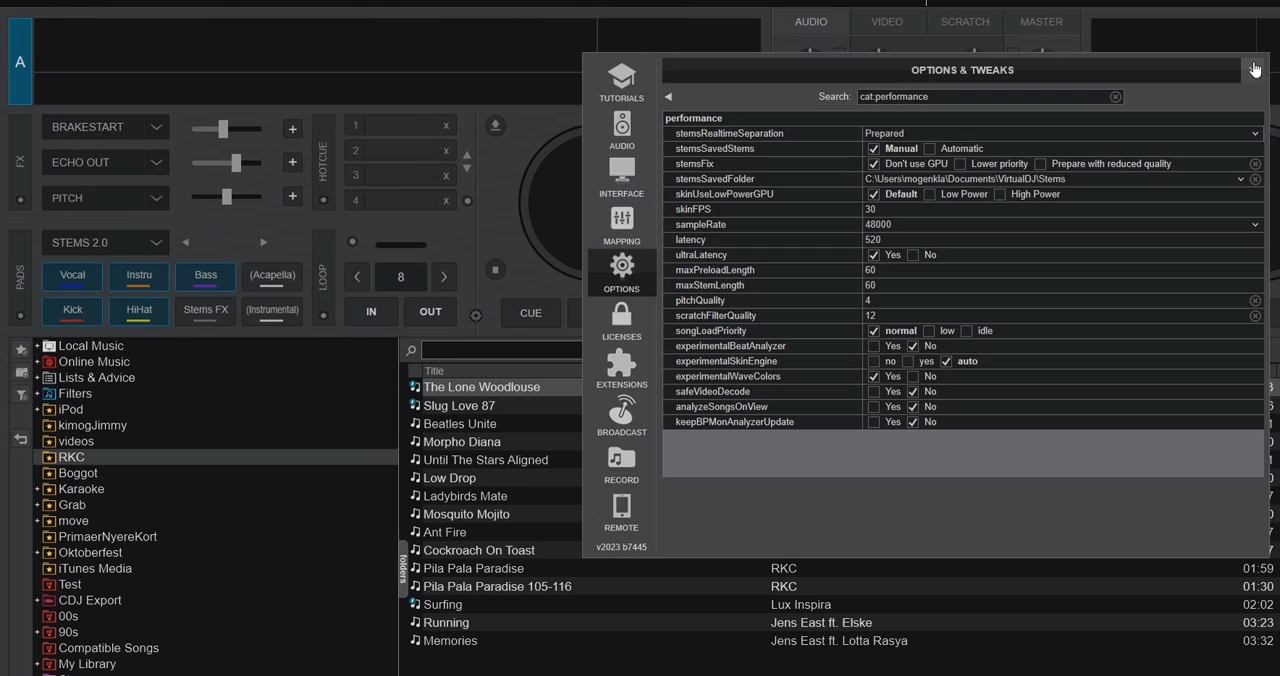 AUDIO VIDEO SCRATCH MASTER
A
FX
BRAKESTART +
ECHO OUT +
PITCH +
HOTCUE
1 x
2 x
3 x
4 x
PADS
STEMS 2.0
Vocal Instru Bass (Acapella)
Kick HiHat Stems FX (Instrumental)
LOOP
< 8 >
IN OUT
CUE
Local Music
Online Music
Lists & Advice
Filters
iPod
kimogJimmy
videos
RKC
Boggot
Karaoke
Grab
move
PrimaerNyereKort
Oktoberfest
iTunes Media
Test
CDJ Export
00s
90s
Compatible Songs
My Library
folders
Title
The Lone Woodlouse
Slug Love 87
Beatles Unite
Morpho Diana
Until The Stars Aligned
Low Drop
Ladybirds Mate
Mosquito Mojito
Ant Fire
Cockroach On Toast
Pila Pala Paradise RKC 01:59
Pila Pala Paradise 105-116 RKC 01:30
Surfing Lux Inspira 02:02
Running Jens East ft. Elske 03:23
Memories Jens East ft. Lotta Rasya 03:32
TUTORIALS
AUDIO
INTERFACE
MAPPING
OPTIONS
LICENSES
EXTENSIONS
BROADCAST
RECORD
REMOTE
v2023 b7445
OPTIONS & TWEAKS
Search: cat:performance
performance
stemsRealtimeSeparation Prepared
stemsSavedStems Manual Automatic
stemsFix Don't use GPU Lower priority Prepare with reduced quality
stemsSavedFolder C:\Users\mogenkla\Documents\VirtualDJ\Stems
skinUseLowPowerGPU Default Low Power High Power
skinFPS 30
sampleRate 48000
latency 520
ultraLatency Yes No
maxPreloadLength 60
maxStemLength 60
pitchQuality 4
scratchFilterQuality 12
songLoadPriority normal low idle
experimentalBeatAnalyzer Yes No
experimentalSkinEngine no yes auto
experimentalWaveColors Yes No
safeVideoDecode Yes No
analyzeSongsOnView Yes No
keepBPMonAnalyzerUpdate Yes No